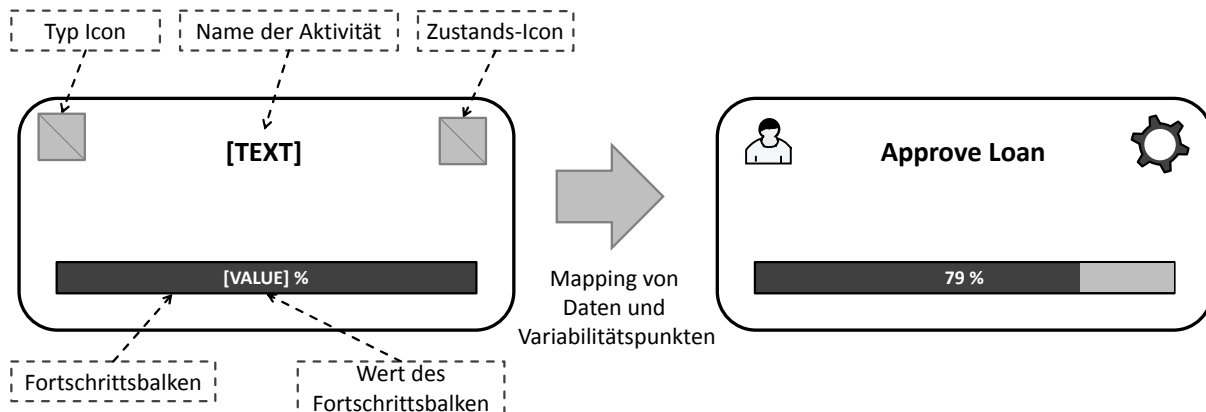 Typ Icon
Name der Aktivität
Zustands-Icon
[TEXT]
[VALUE] %
Fortschrittsbalken
Wert des
Fortschrittsbalken
Mapping von
Daten und
Variabilitätspunkten
Approve Loan
79 %